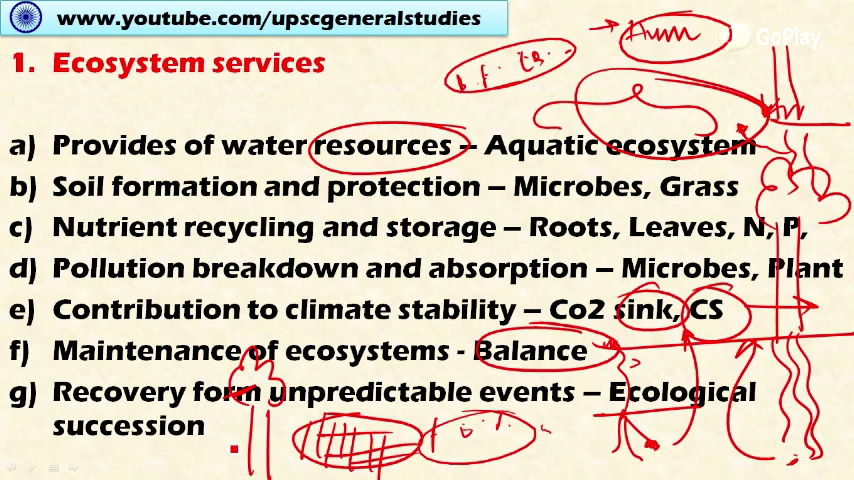 www.youtube.com/upscgeneralstudies
GoPlay
1. Ecosystem services
a) Provides of water resources – Aquatic ecosystem
b) Soil formation and protection – Microbes, Grass
c) Nutrient recycling and storage – Roots, Leaves, N, P,
d) Pollution breakdown and absorption – Microbes, Plant
e) Contribution to climate stability – Co2 sink, CS
f) Maintenance of ecosystems - Balance
g) Recovery form unpredictable events – Ecological
succession